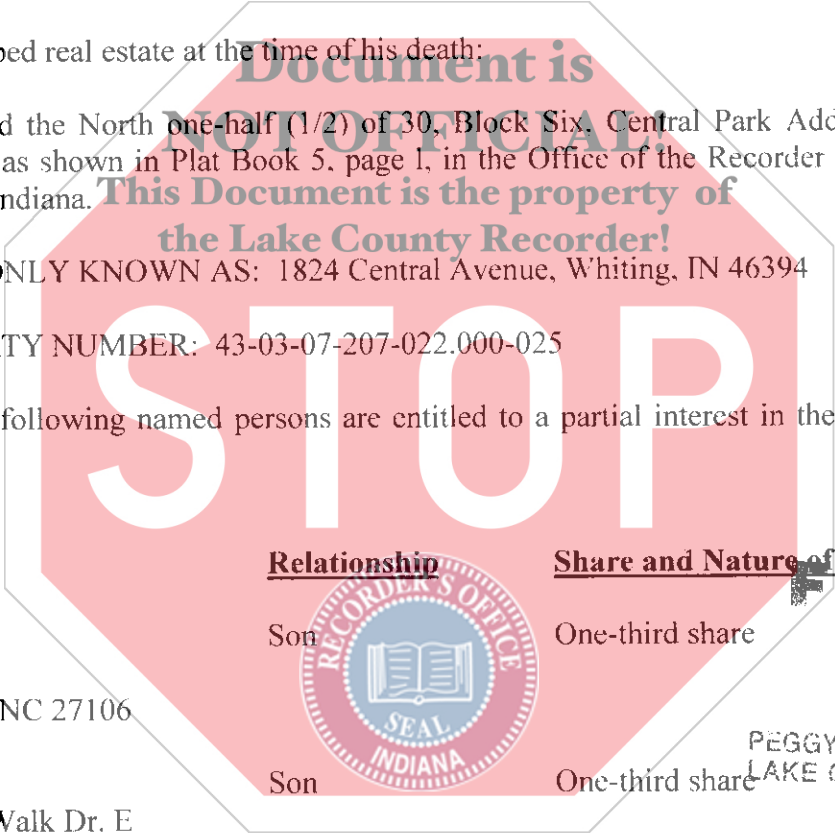 bed real estate at the time of his death:
Document is
d the North one-half (1/2) of 30, Block Six, Central Park Add
NOT OFFICIAL!
as shown in Plat Book 5, page 1, in the Office of the Recorder
ndiana.
This Document is the property of
the Lake County Recorder!
ONLY KNOWN AS: 1824 Central Avenue, Whiting, IN 46394
TY NUMBER: 43-03-07-207-022.000-025
following named persons are entitled to a partial interest in the
STOP
Relationship Share and Nature of
Son One-third share
RECORDER'S OFFICE
SEAL
INDIANA
NC 27106
PEGGY
LAKE C
Son One-third share
Walk Dr. E